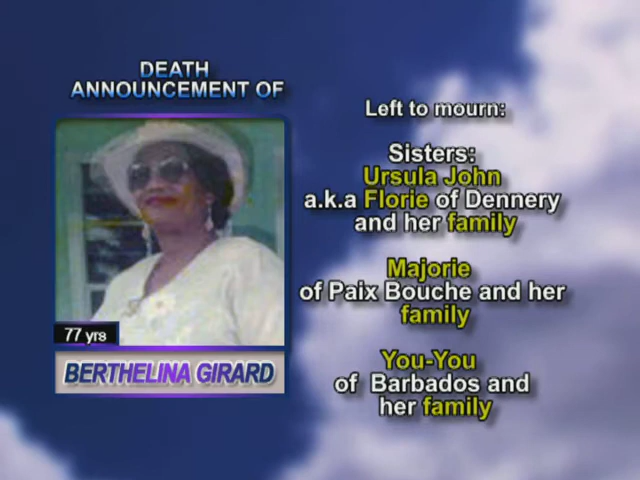 DEATH
ANNOUNCEMENT OF
77 yrs
BERTHELINA GIRARD
Left to mourn:
Sisters:
Ursula John
a.k.a Florie of Dennery
and her family
Majorie
of Paix Bouche and her
family
You-You
of Barbados and
her family